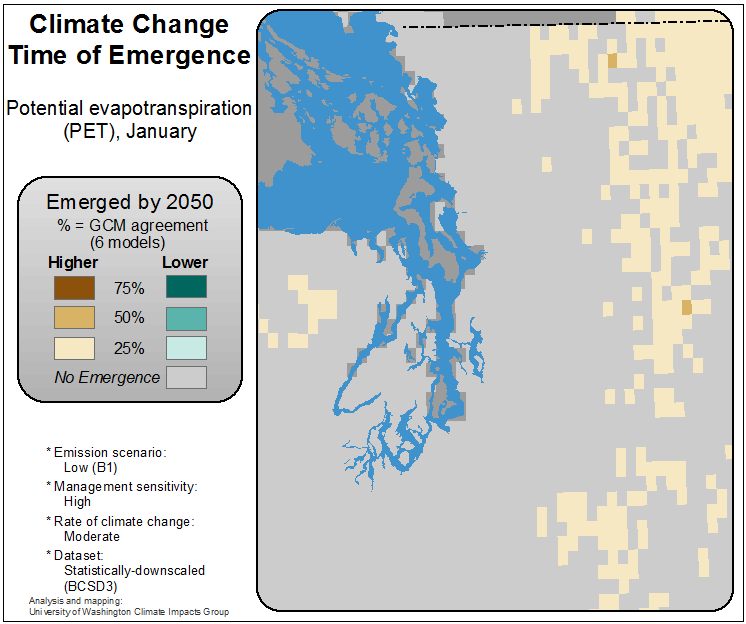 Climate Change
Time of Emergence
Potential evapotranspiration
(PET), January
Emerged by 2050
% = GCM agreement
(6 models)
Higher Lower
75%
50%
25%
No Emergence
* Emission scenario:
Low (B1)
* Management sensitivity:
High
* Rate of climate change:
Moderate
* Dataset:
Statistically-downscaled
(BCSD3)
Analysis and mapping:
University of Washington Climate Impacts Group